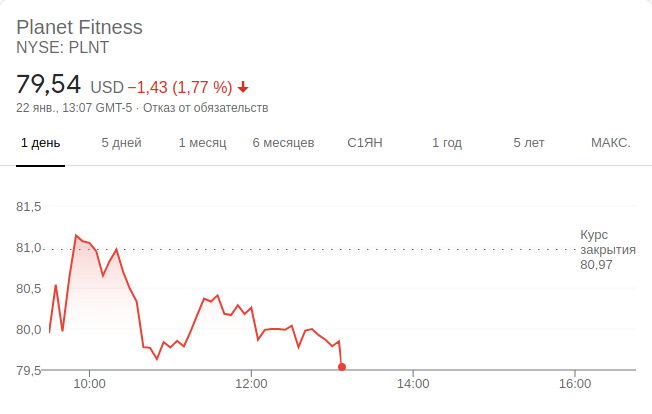 Planet Fitness
NYSE: PLNT
79,54 USD −1,43 (1,77 %)
22 янв., 13:07 GMT-5 · Отказ от обязательств
1 день 5 дней 1 месяц 6 месяцев С1ЯН 1 год 5 лет МАКС.
81,5
81,0
80,5
80,0
79,5
Курс
закрытия
80,97
10:00 12:00 14:00 16:00